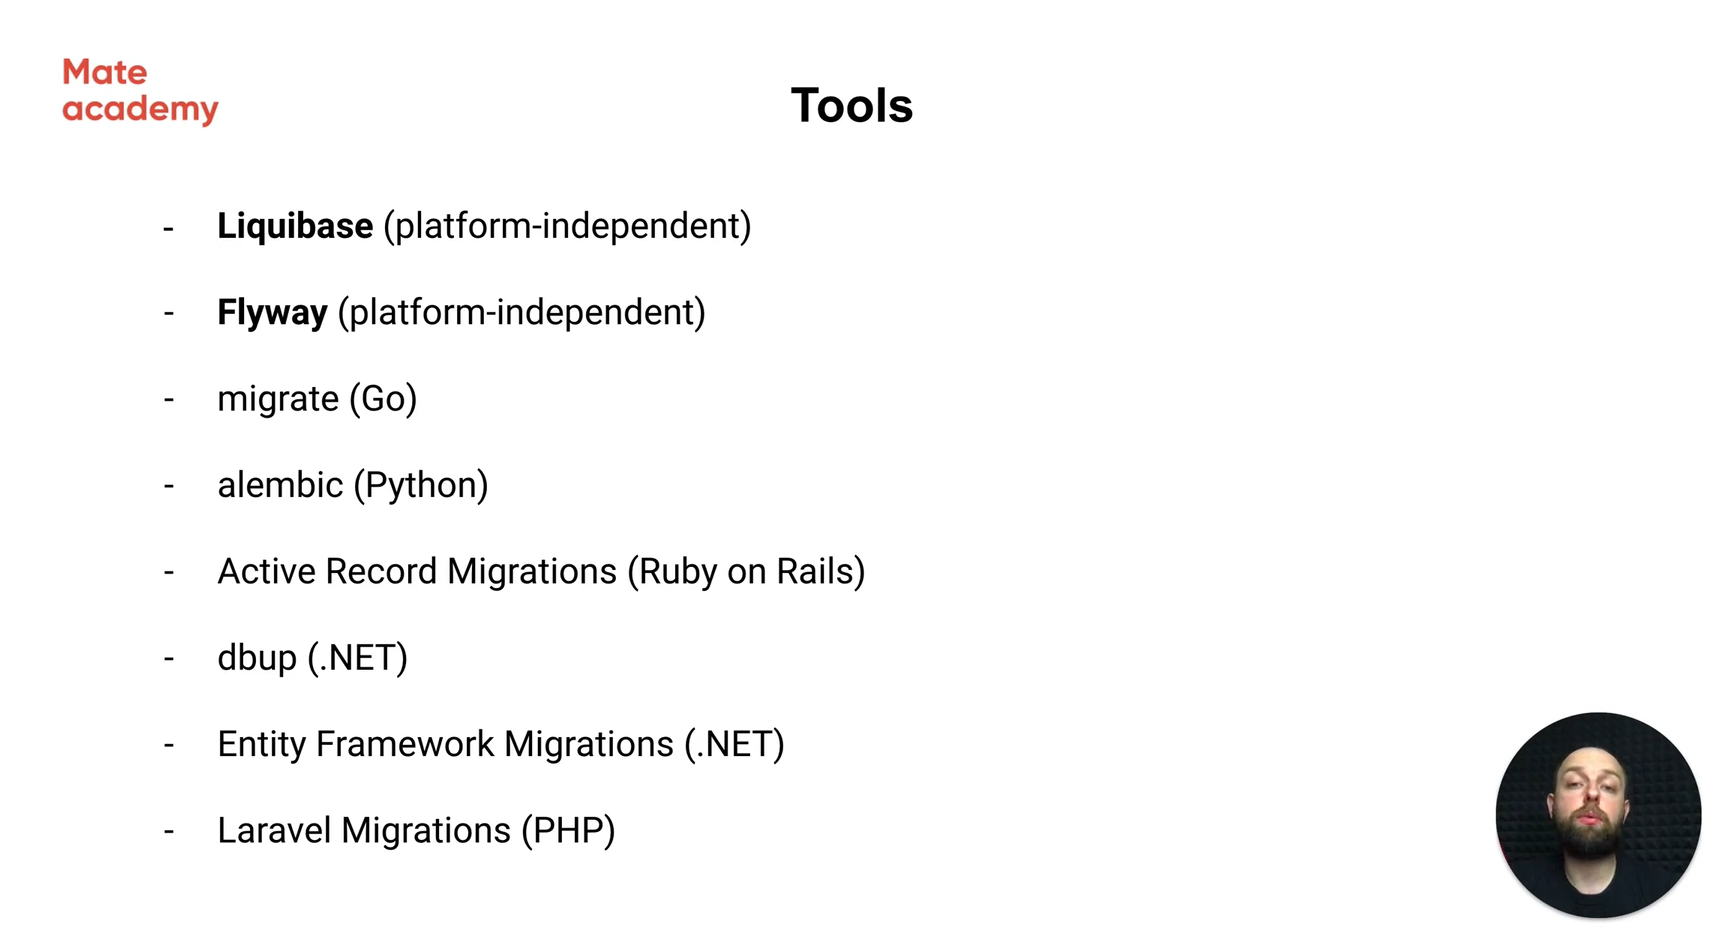 Mate
academy
Tools
- Liquibase (platform-independent)
- Flyway (platform-independent)
- migrate (Go)
- alembic (Python)
- Active Record Migrations (Ruby on Rails)
- dbup (.NET)
- Entity Framework Migrations (.NET)
- Laravel Migrations (PHP)